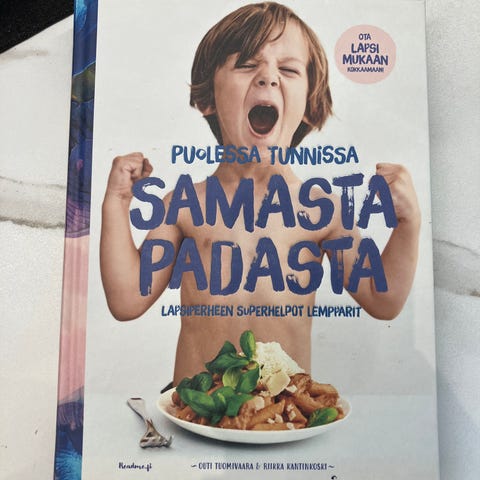 OTA
LAPSI
MUKAAN
KOKKAAMAAN!
PUOLESSA TUNNISSA
SAMASTA
PADASTA
LAPSIPERHEEN SUPERHELPOT LEMPPARIT
Readme.fi
~ OUTI TUOMIVAARA & RIIKKA KANTINKOSKI ~